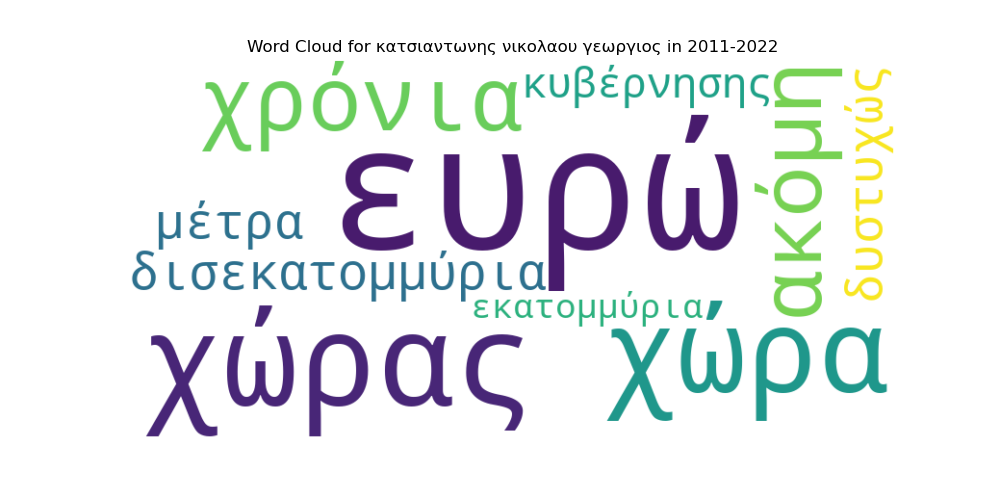 Word Cloud for κατσιαντωνης νικολαου γεωργιος in 2011-2022
χρόνια
κυβέρνησης
ευρώ
ακόμη
δυστυχώς
μέτρα
δισεκατομμύρια
εκατομμύρια
χώρας
χώρα